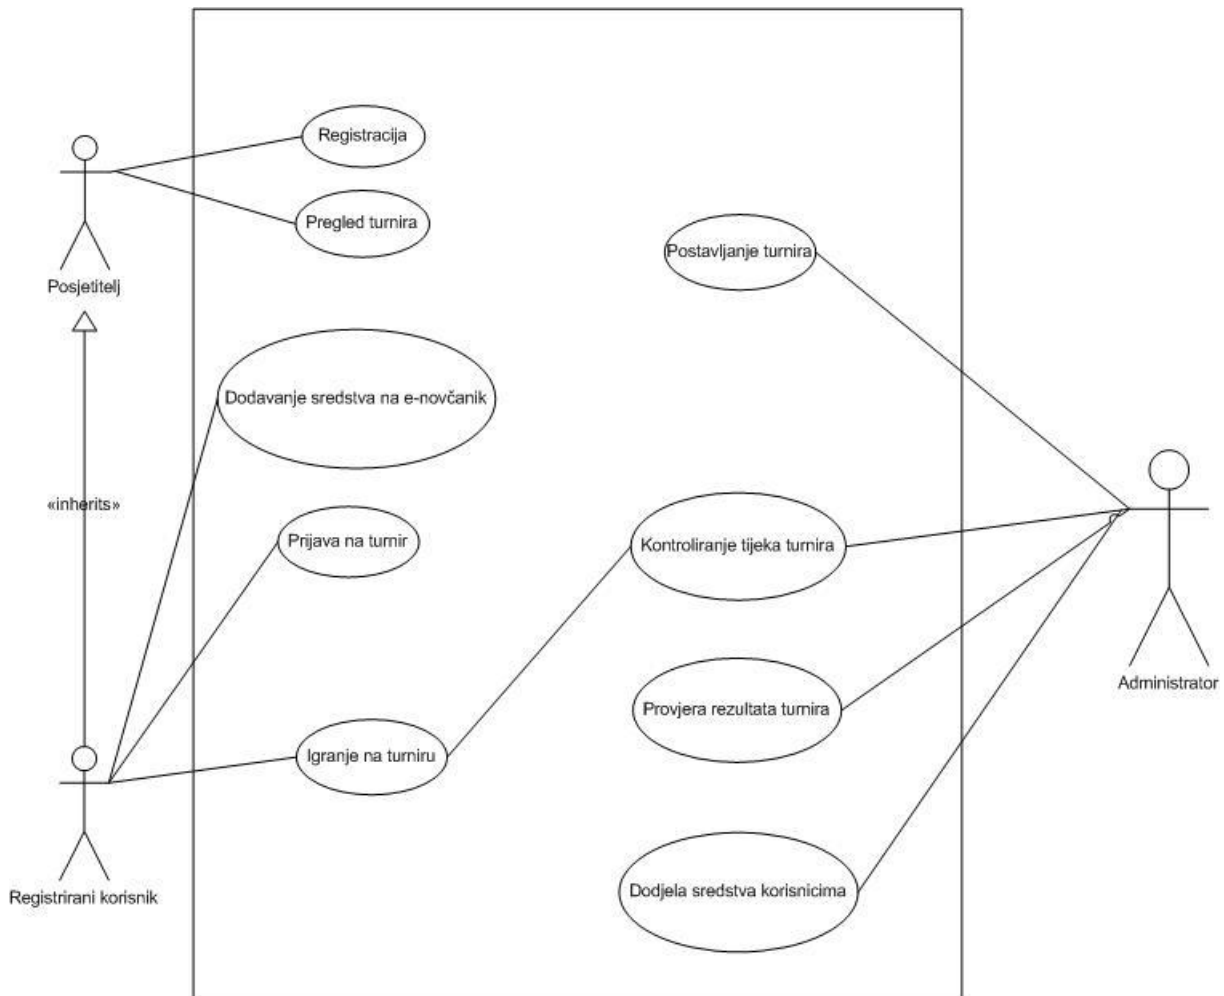 Registracija
Pregled turnira
Posjetitelj
Postavljanje turnira
Dodavanje sredstva na e-novčanik
«inherits»
Prijava na turnir
Kontroliranje tijeka turnira
Administrator
Provjera rezultata turnira
Igranje na turniru
Registrirani korisnik
Dodjela sredstva korisnicima